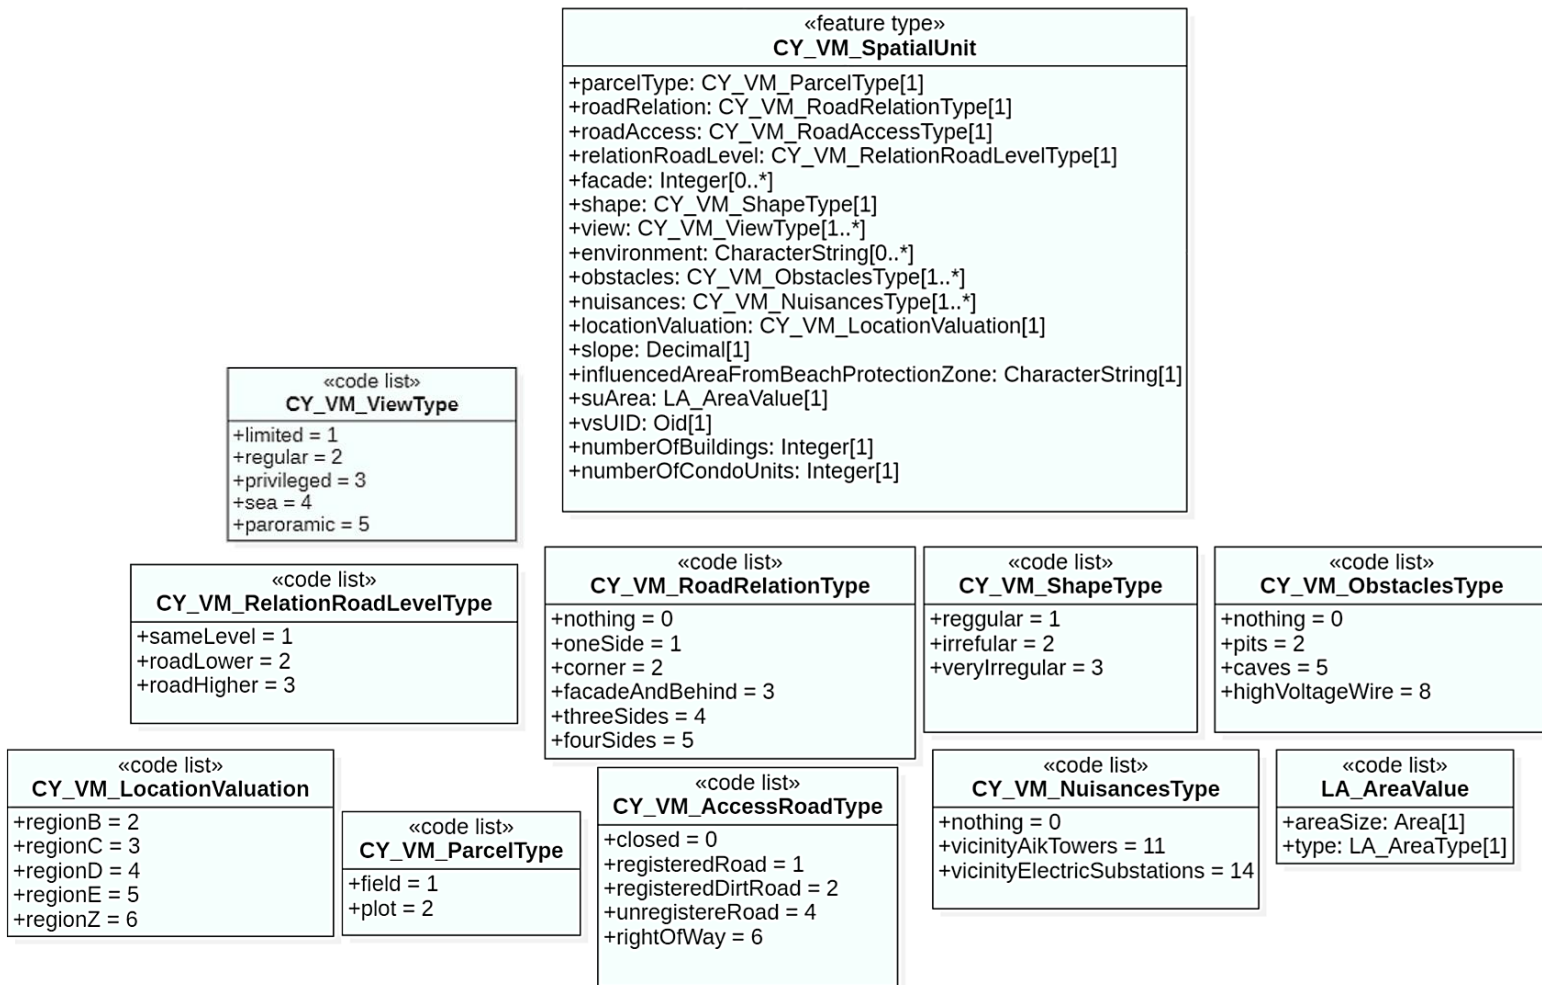 «feature type»
CY_VM_SpatialUnit
+parcelType: CY_VM_ParcelType[1]
+roadRelation: CY_VM_RoadRelationType[1]
+roadAccess: CY_VM_RoadAccessType[1]
+relationRoadLevel: CY_VM_RelationRoadLevelType[1]
+facade: Integer[0..*]
+shape: CY_VM_ShapeType[1]
+view: CY_VM_ViewType[1..*]
+environment: CharacterString[0..*]
+obstacles: CY_VM_ObstaclesType[1..*]
+nuisances: CY_VM_NuisancesType[1..*]
+locationValuation: CY_VM_LocationValuation[1]
+slope: Decimal[1]
+influencedAreaFromBeachProtectionZone: CharacterString[1]
+suArea: LA_AreaValue[1]
+vsUID: Oid[1]
+numberOfBuildings: Integer[1]
+numberOfCondoUnits: Integer[1]
«code list»
CY_VM_ViewType
+limited = 1
+regular = 2
+privileged = 3
+sea = 4
+paroramic = 5
«code list»
CY_VM_RelationRoadLevelType
+sameLevel = 1
+roadLower = 2
+roadHigher = 3
«code list»
CY_VM_RoadRelationType
+nothing = 0
+oneSide = 1
+corner = 2
+facadeAndBehind = 3
+threeSides = 4
+fourSides = 5
«code list»
CY_VM_ShapeType
+reggular = 1
+irrefular = 2
+veryIrregular = 3
«code list»
CY_VM_ObstaclesType
+nothing = 0
+pits = 2
+caves = 5
+highVoltageWire = 8
«code list»
CY_VM_LocationValuation
+regionB = 2
+regionC = 3
+regionD = 4
+regionE = 5
+regionZ = 6
«code list»
CY_VM_ParcelType
+field = 1
+plot = 2
«code list»
CY_VM_AccessRoadType
+closed = 0
+registeredRoad = 1
+registeredDirtRoad = 2
+unregistereRoad = 4
+rightOfWay = 6
«code list»
CY_VM_NuisancesType
+nothing = 0
+vicinityAikTowers = 11
+vicinityElectricSubstations = 14
«code list»
LA_AreaValue
+areaSize: Area[1]
+type: LA_AreaType[1]